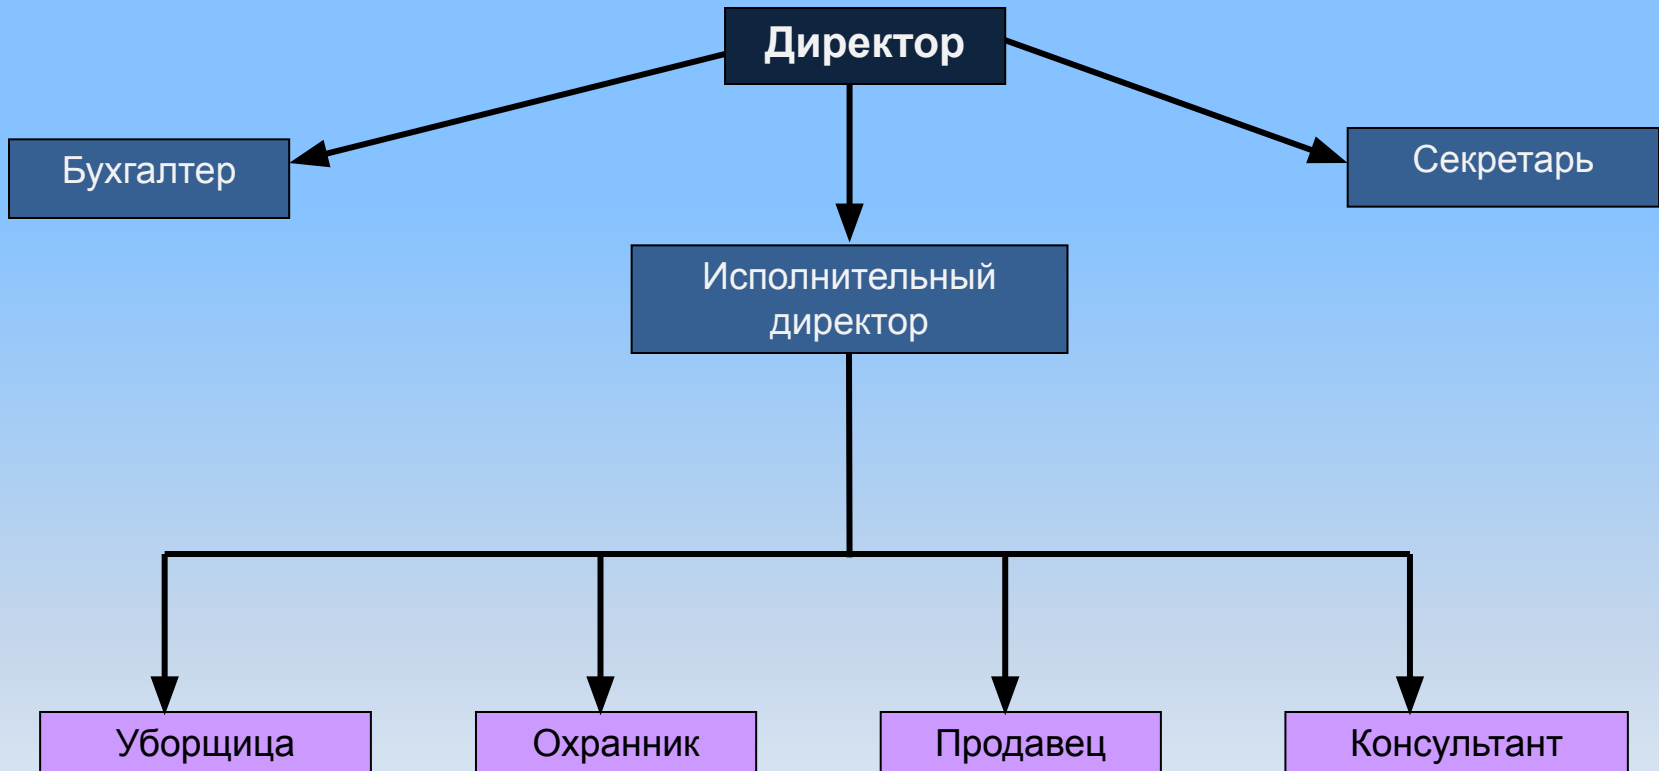 Директор
Бухгалтер
Секретарь
Исполнительный
директор
Уборщица
Охранник
Продавец
Консультант